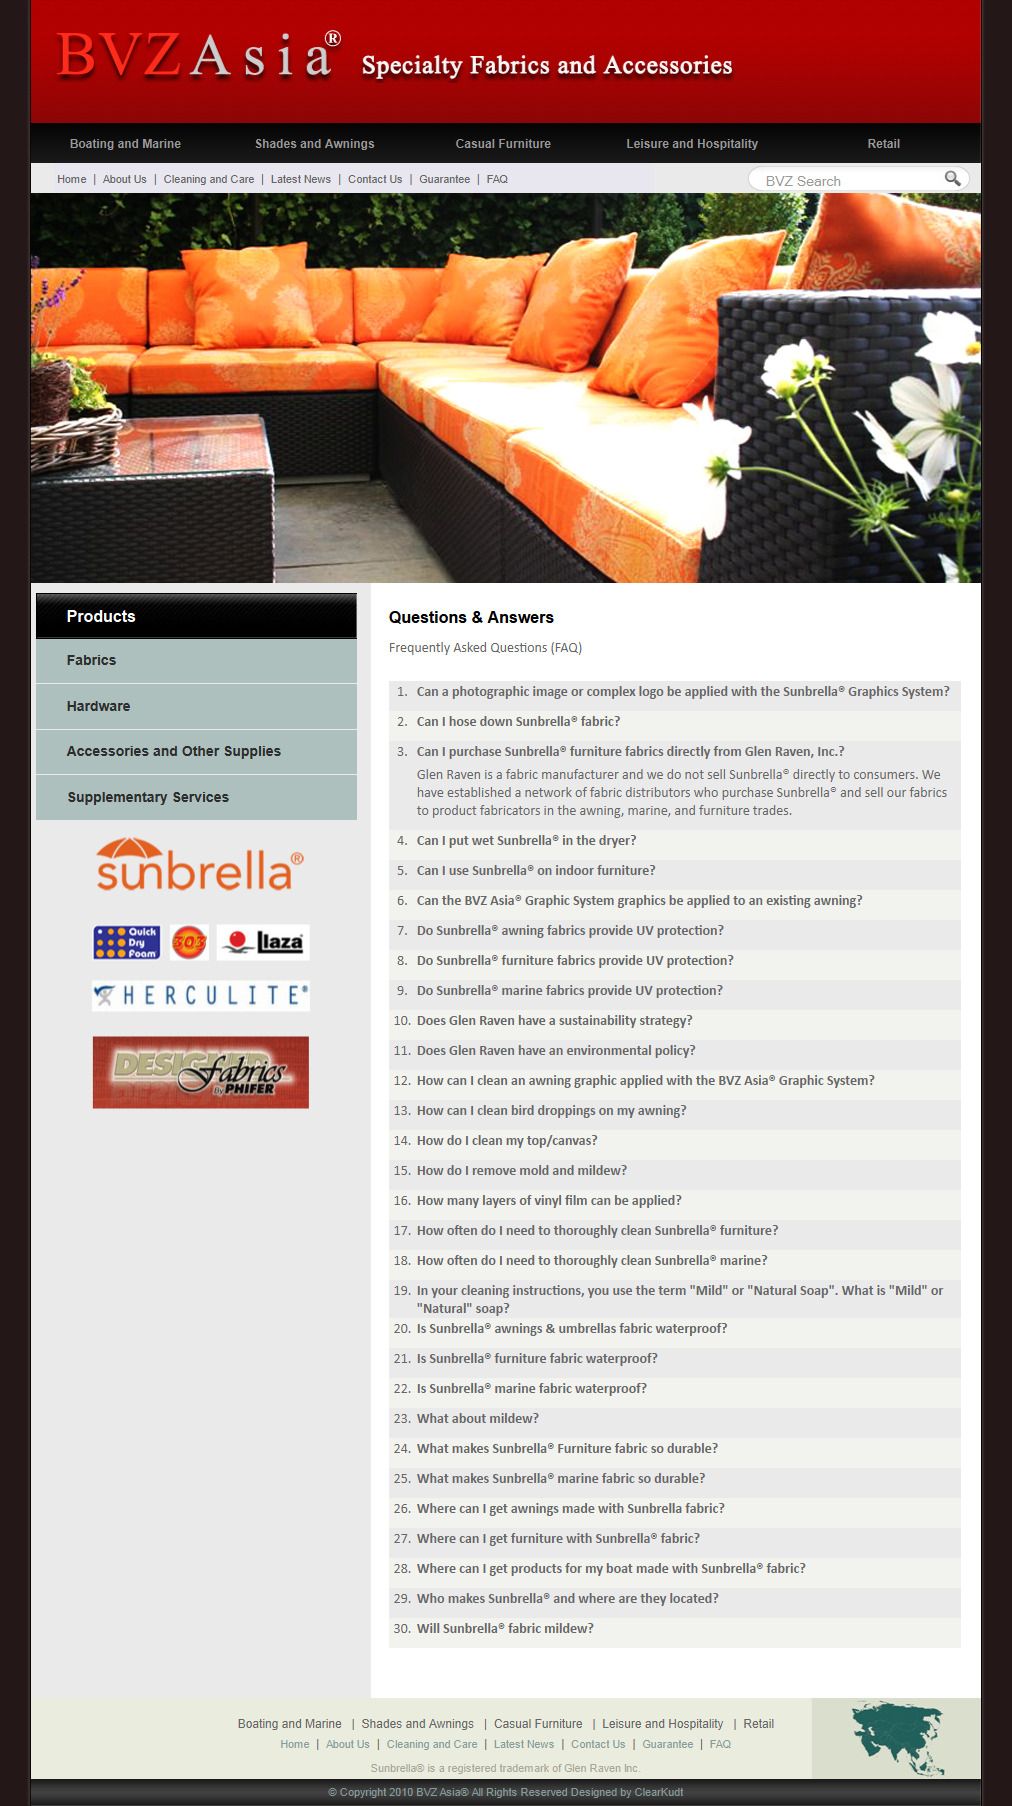 BVZ Asia® Specialty Fabrics and Accessories
Boating and Marine Shades and Awnings Casual Furniture Leisure and Hospitality Retail
Home | About Us | Cleaning and Care | Latest News | Contact Us | Guarantee | FAQ
BVZ Search
Products
Fabrics
Hardware
Accessories and Other Supplies
Supplementary Services
sunbrella®
Quick Dry Foam
303
llaza
HERCULITE®
DESIGNER Fabrics By PHIFER
Questions & Answers
Frequently Asked Questions (FAQ)
1. Can a photographic image or complex logo be applied with the Sunbrella® Graphics System?
2. Can I hose down Sunbrella® fabric?
3. Can I purchase Sunbrella® furniture fabrics directly from Glen Raven, Inc.?
Glen Raven is a fabric manufacturer and we do not sell Sunbrella® directly to consumers. We
have established a network of fabric distributors who purchase Sunbrella® and sell our fabrics
to product fabricators in the awning, marine, and furniture trades.
4. Can I put wet Sunbrella® in the dryer?
5. Can I use Sunbrella® on indoor furniture?
6. Can the BVZ Asia® Graphic System graphics be applied to an existing awning?
7. Do Sunbrella® awning fabrics provide UV protection?
8. Do Sunbrella® furniture fabrics provide UV protection?
9. Do Sunbrella® marine fabrics provide UV protection?
10. Does Glen Raven have a sustainability strategy?
11. Does Glen Raven have an environmental policy?
12. How can I clean an awning graphic applied with the BVZ Asia® Graphic System?
13. How can I clean bird droppings on my awning?
14. How do I clean my top/canvas?
15. How do I remove mold and mildew?
16. How many layers of vinyl film can be applied?
17. How often do I need to thoroughly clean Sunbrella® furniture?
18. How often do I need to thoroughly clean Sunbrella® marine?
19. In your cleaning instructions, you use the term "Mild" or "Natural Soap". What is "Mild" or
"Natural" soap?
20. Is Sunbrella® awnings & umbrellas fabric waterproof?
21. Is Sunbrella® furniture fabric waterproof?
22. Is Sunbrella® marine fabric waterproof?
23. What about mildew?
24. What makes Sunbrella® Furniture fabric so durable?
25. What makes Sunbrella® marine fabric so durable?
26. Where can I get awnings made with Sunbrella fabric?
27. Where can I get furniture with Sunbrella® fabric?
28. Where can I get products for my boat made with Sunbrella® fabric?
29. Who makes Sunbrella® and where are they located?
30. Will Sunbrella® fabric mildew?
Boating and Marine | Shades and Awnings | Casual Furniture | Leisure and Hospitality | Retail
Home | About Us | Cleaning and Care | Latest News | Contact Us | Guarantee | FAQ
Sunbrella® is a registered trademark of Glen Raven Inc.
© Copyright 2010 BVZ Asia® All Rights Reserved Designed by ClearKudt